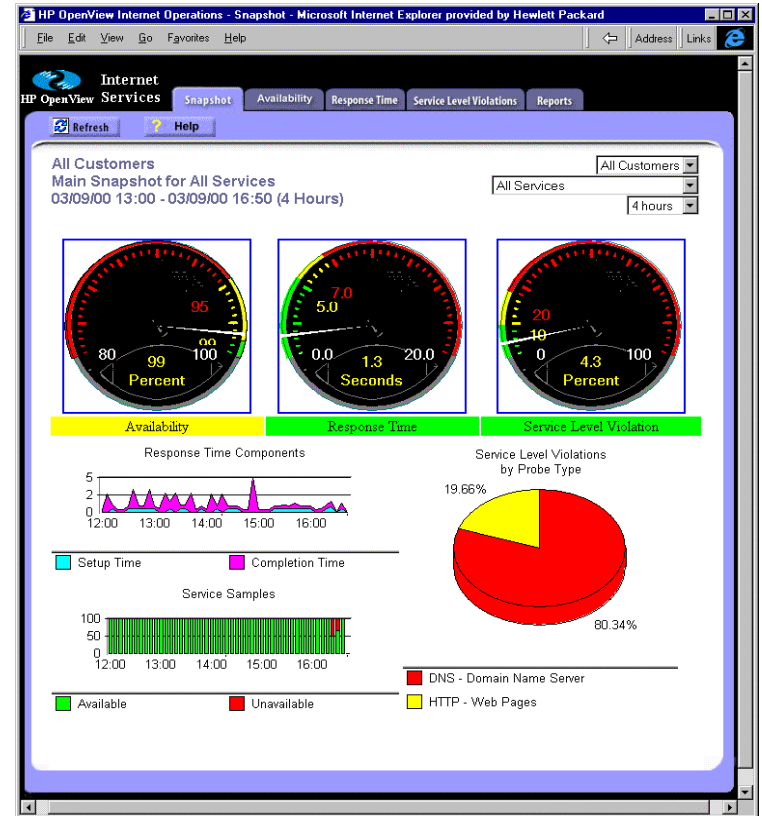 HP OpenView Internet Operations - Snapshot - Microsoft Internet Explorer provided by Hewlett Packard
File Edit View Go Favorites Help
Address Links
HP OpenView
Internet Services
Snapshot Availability Response Time Service Level Violations Reports
Refresh ? Help
All Customers
Main Snapshot for All Services
03/09/00 13:00 - 03/09/00 16:50 (4 Hours)
All Customers
All Services
4 hours
95
99
80 100
99
Percent
Availability
7.0
5.0
0.0 20.0
1.3
Seconds
Response Time
20
10
0 100
4.3
Percent
Service Level Violation
Response Time Components
5
2
0
12:00 13:00 14:00 15:00 16:00
Setup Time Completion Time
Service Samples
100
50
0
12:00 13:00 14:00 15:00 16:00
Available Unavailable
Service Level Violations
by Probe Type
19.66%
80.34%
DNS - Domain Name Server
HTTP - Web Pages